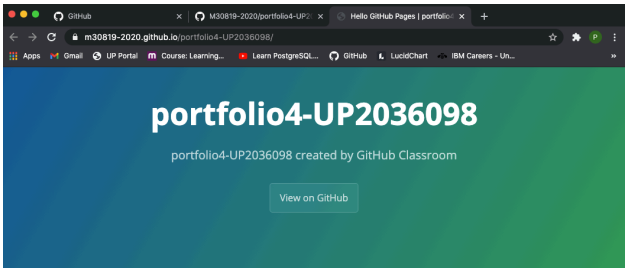 GitHub
M30819-2020/portfolio4-UP2
Hello GitHub Pages | portfolio4
m30819-2020.github.io/portfolio4-UP2036098/
P
Apps Gmail UP Portal Course: Learning... Learn PostgreSQL... GitHub LucidChart IBM Careers - Un... »
portfolio4-UP2036098
portfolio4-UP2036098 created by GitHub Classroom
View on GitHub